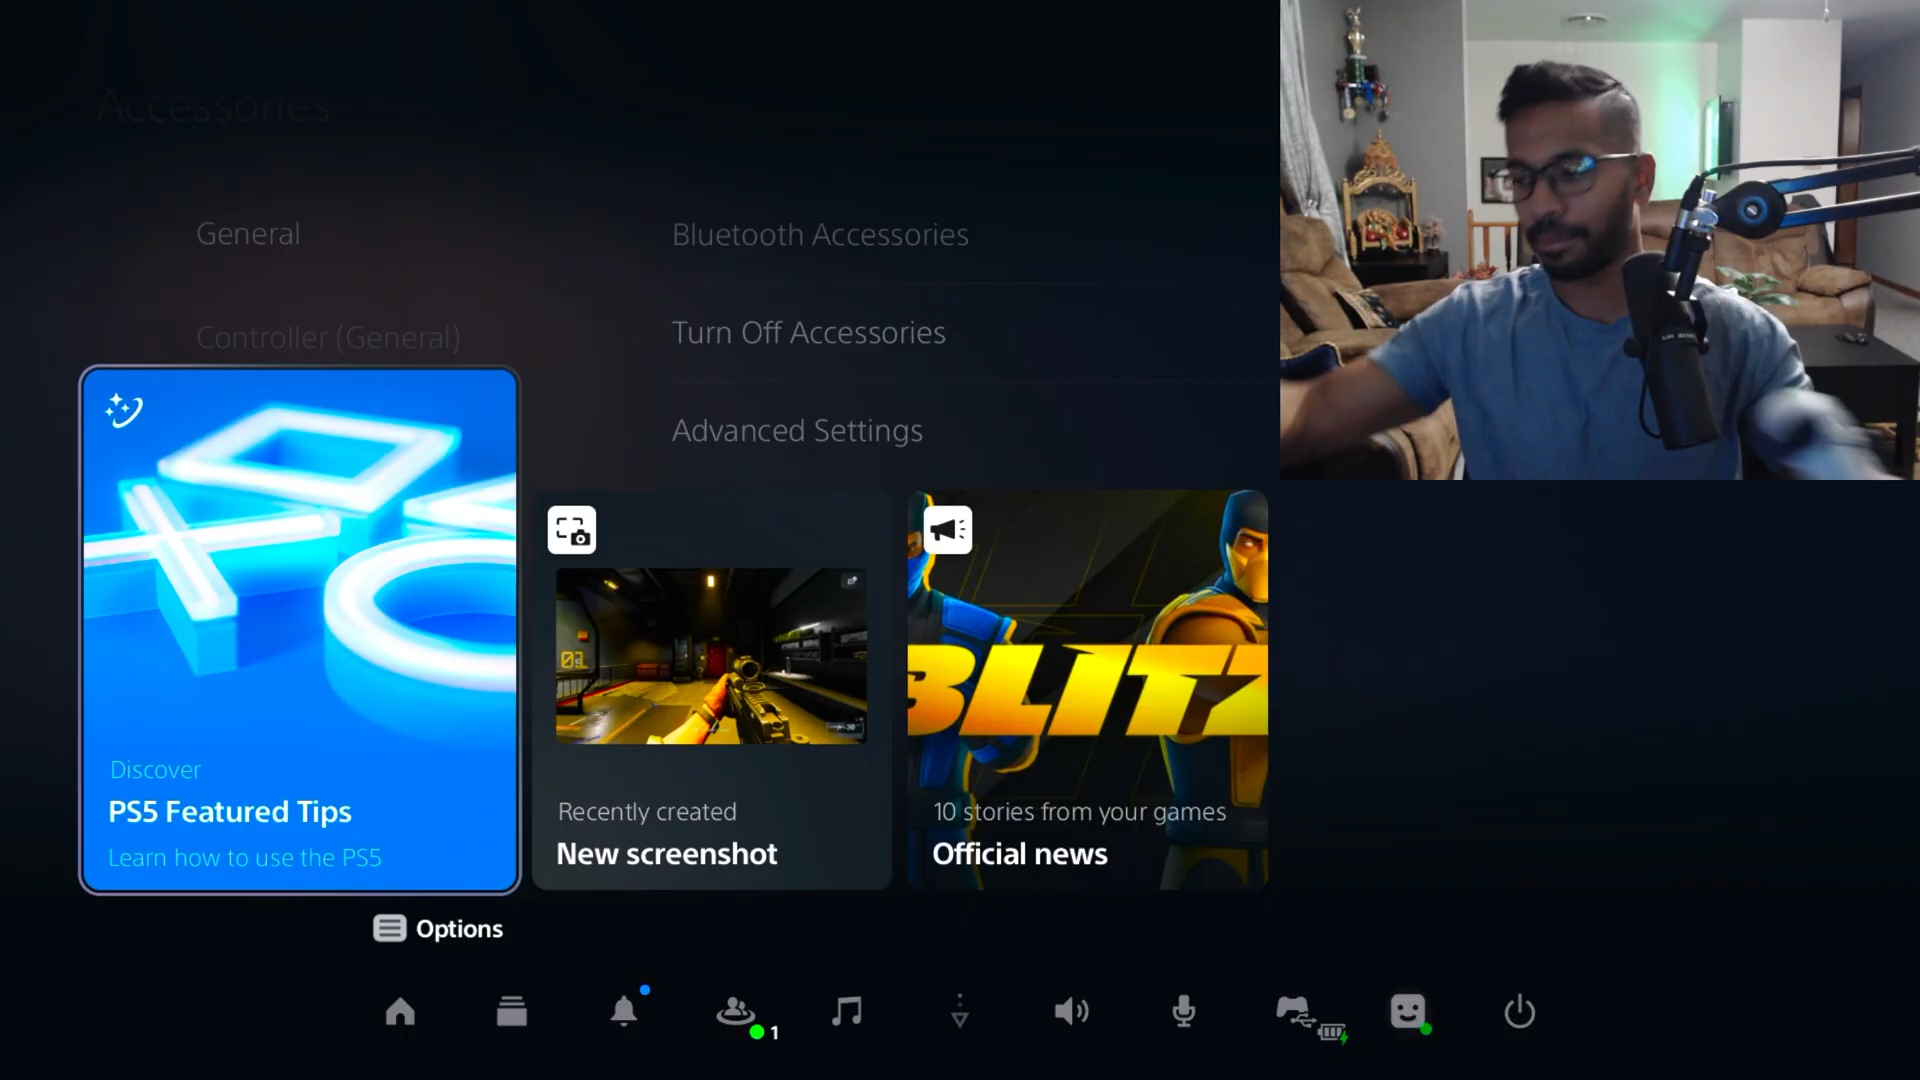 Accessories
General
Bluetooth Accessories
Controller (General)
Turn Off Accessories
Advanced Settings
Discover
PS5 Featured Tips
Learn how to use the PS5
Recently created
New screenshot
BLITZ
10 stories from your games
Official news
Options
1